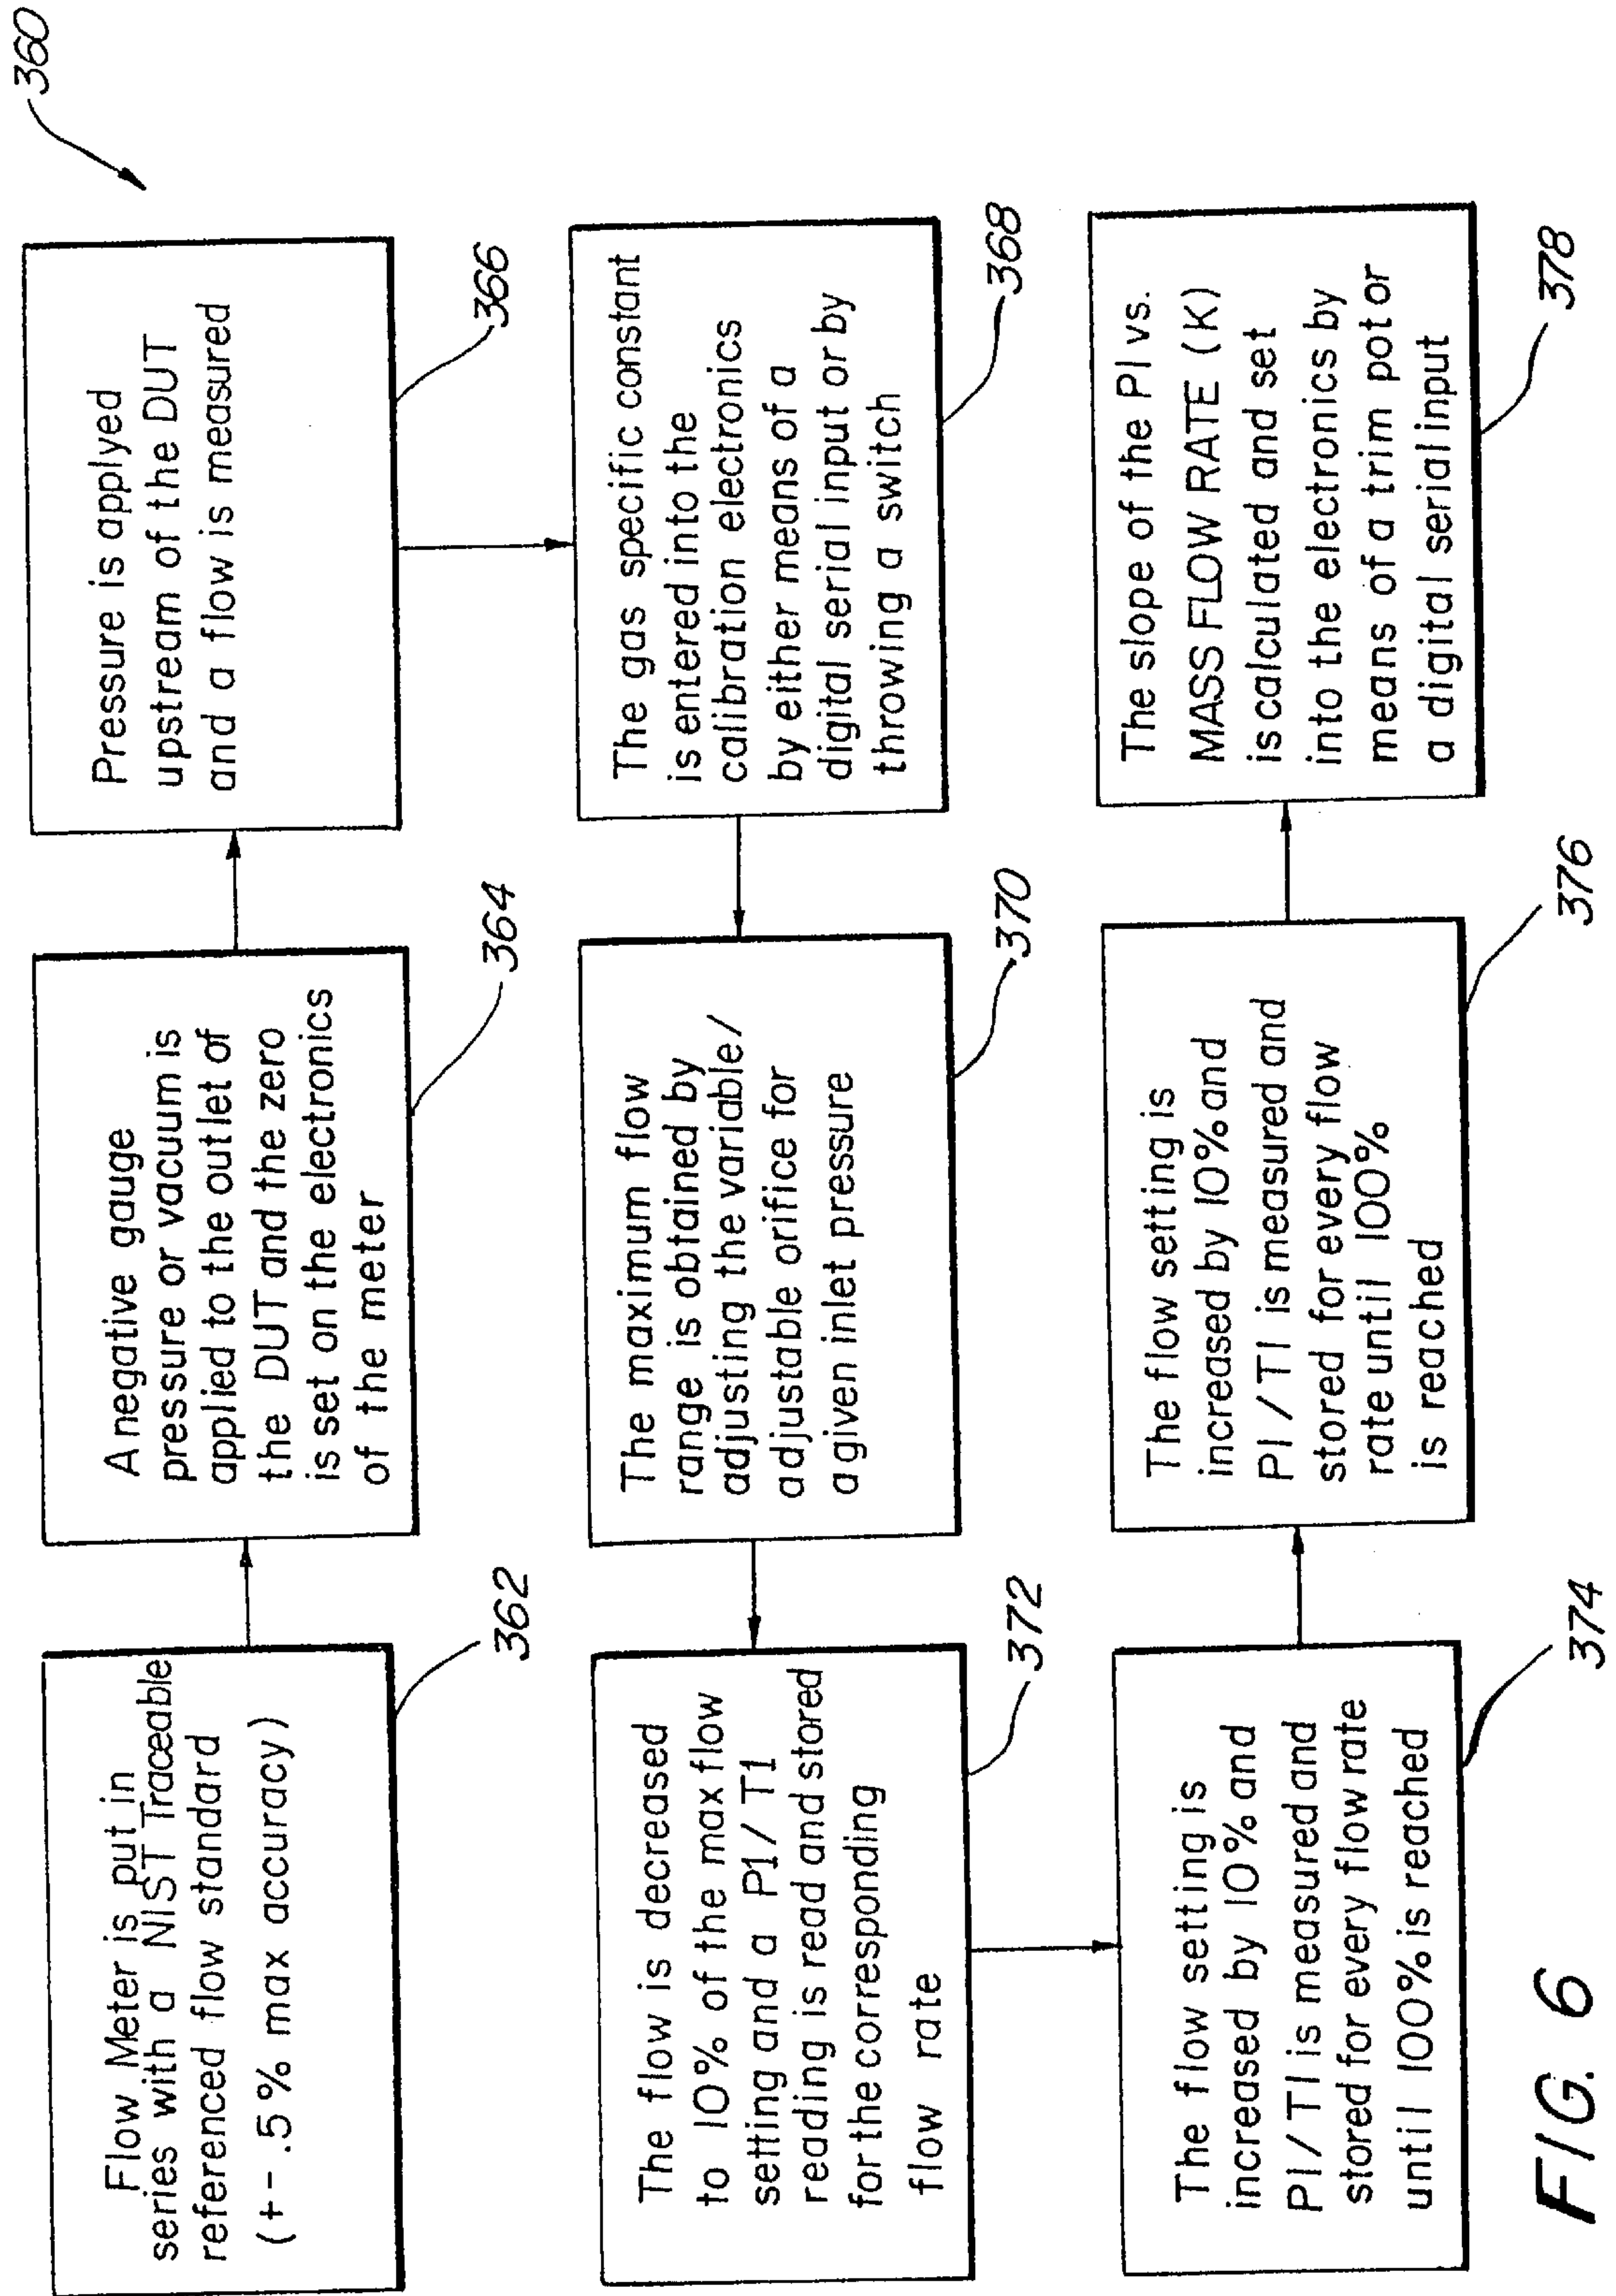 360
Flow Meter is put in
series with a NIST Traceable
referenced flow standard
(+- .5% max accuracy)
362
A negative gauge
pressure or vacuum is
applied to the outlet of
the DUT and the zero
is set on the electronics
of the meter
364
Pressure is applyed
upstream of the DUT
and a flow is measured
366
The gas specific constant
is entered into the
calibration electronics
by either means of a
digital serial input or by
throwing a switch
368
The maximum flow
range is obtained by
adjusting the variable/
adjustable orifice for
a given inlet pressure
370
The flow is decreased
to 10% of the max flow
setting and a P1/T1
reading is read and stored
for the corresponding
flow rate
372
The flow setting is
increased by 10% and
P1/T1 is measured and
stored for every flow rate
until 100% is reached
374
The flow setting is
increased by 10% and
P1/T1 is measured and
stored for every flow
rate until 100%
is reached
376
The slope of the P1 vs.
MASS FLOW RATE (K)
is calculated and set
into the electronics by
means of a trim pot or
a digital serial input
378
FIG. 6